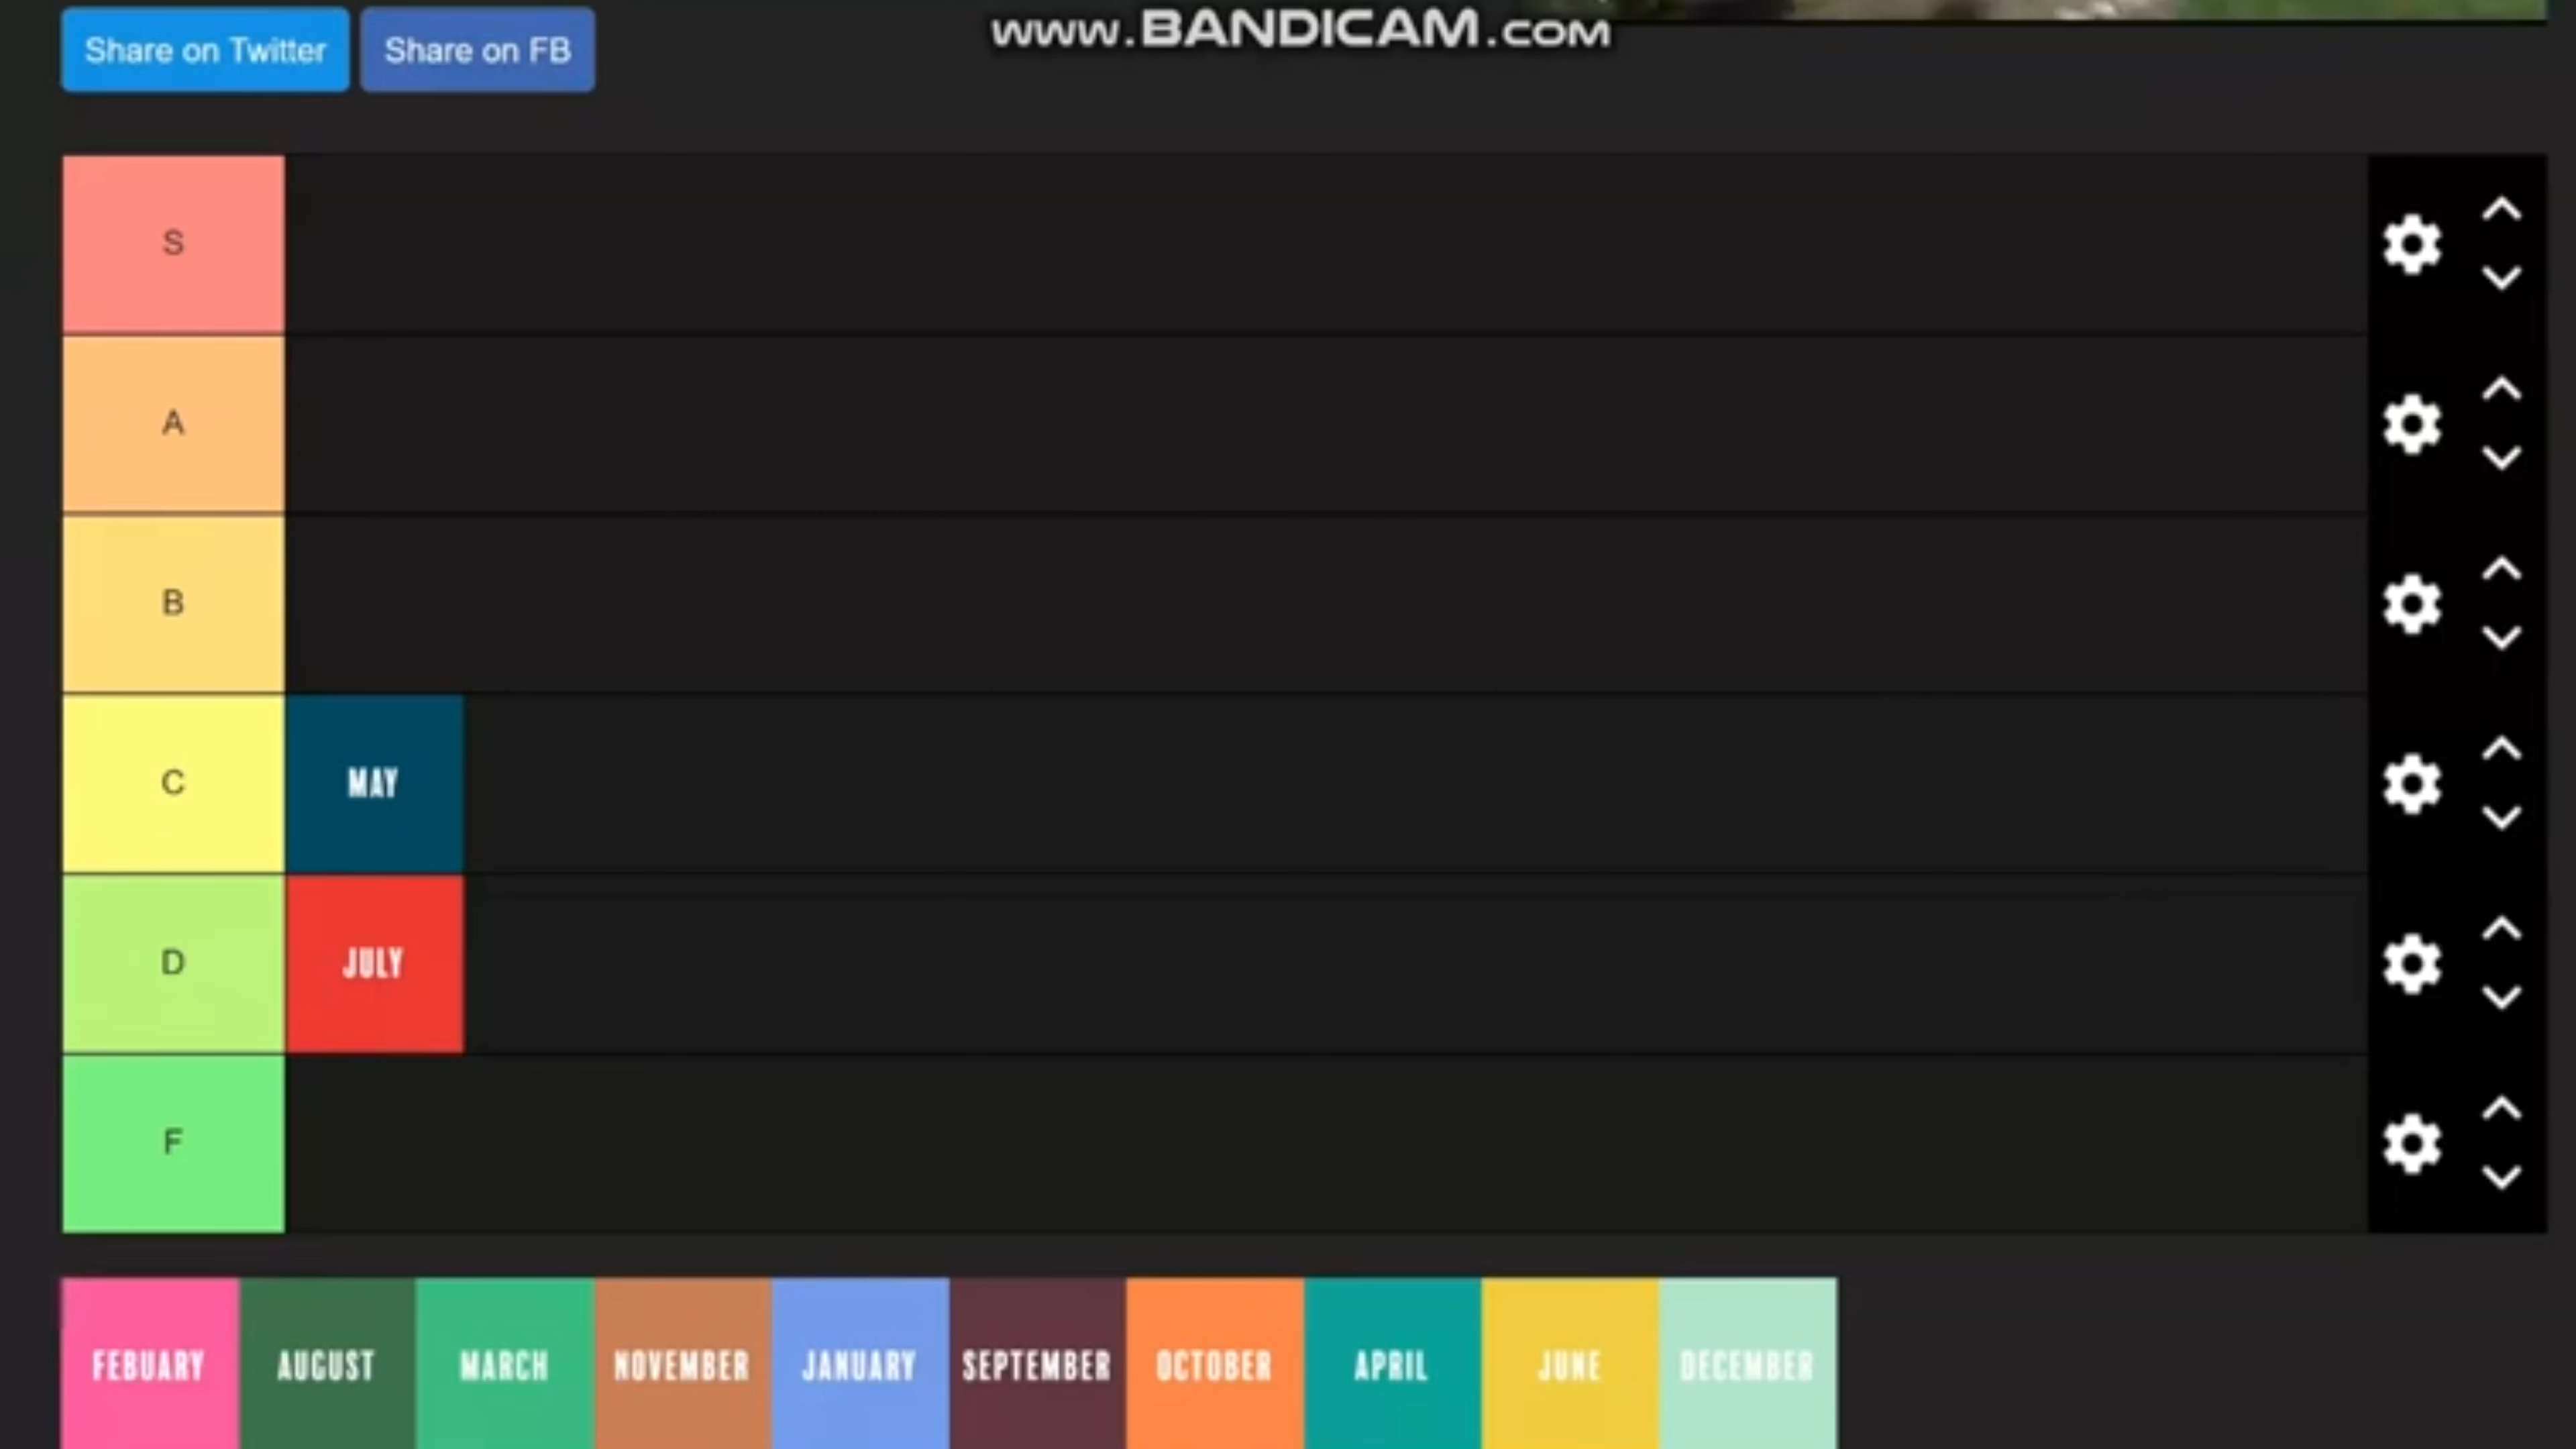 www.BANDICAM.COM
Share on Twitter
Share on FB
S
A
B
C
MAY
D
JULY
F
FEBUARY
AUGUST
MARCH
NOVEMBER
JANUARY
SEPTEMBER
OCTOBER
APRIL
JUNE
DECEMBER